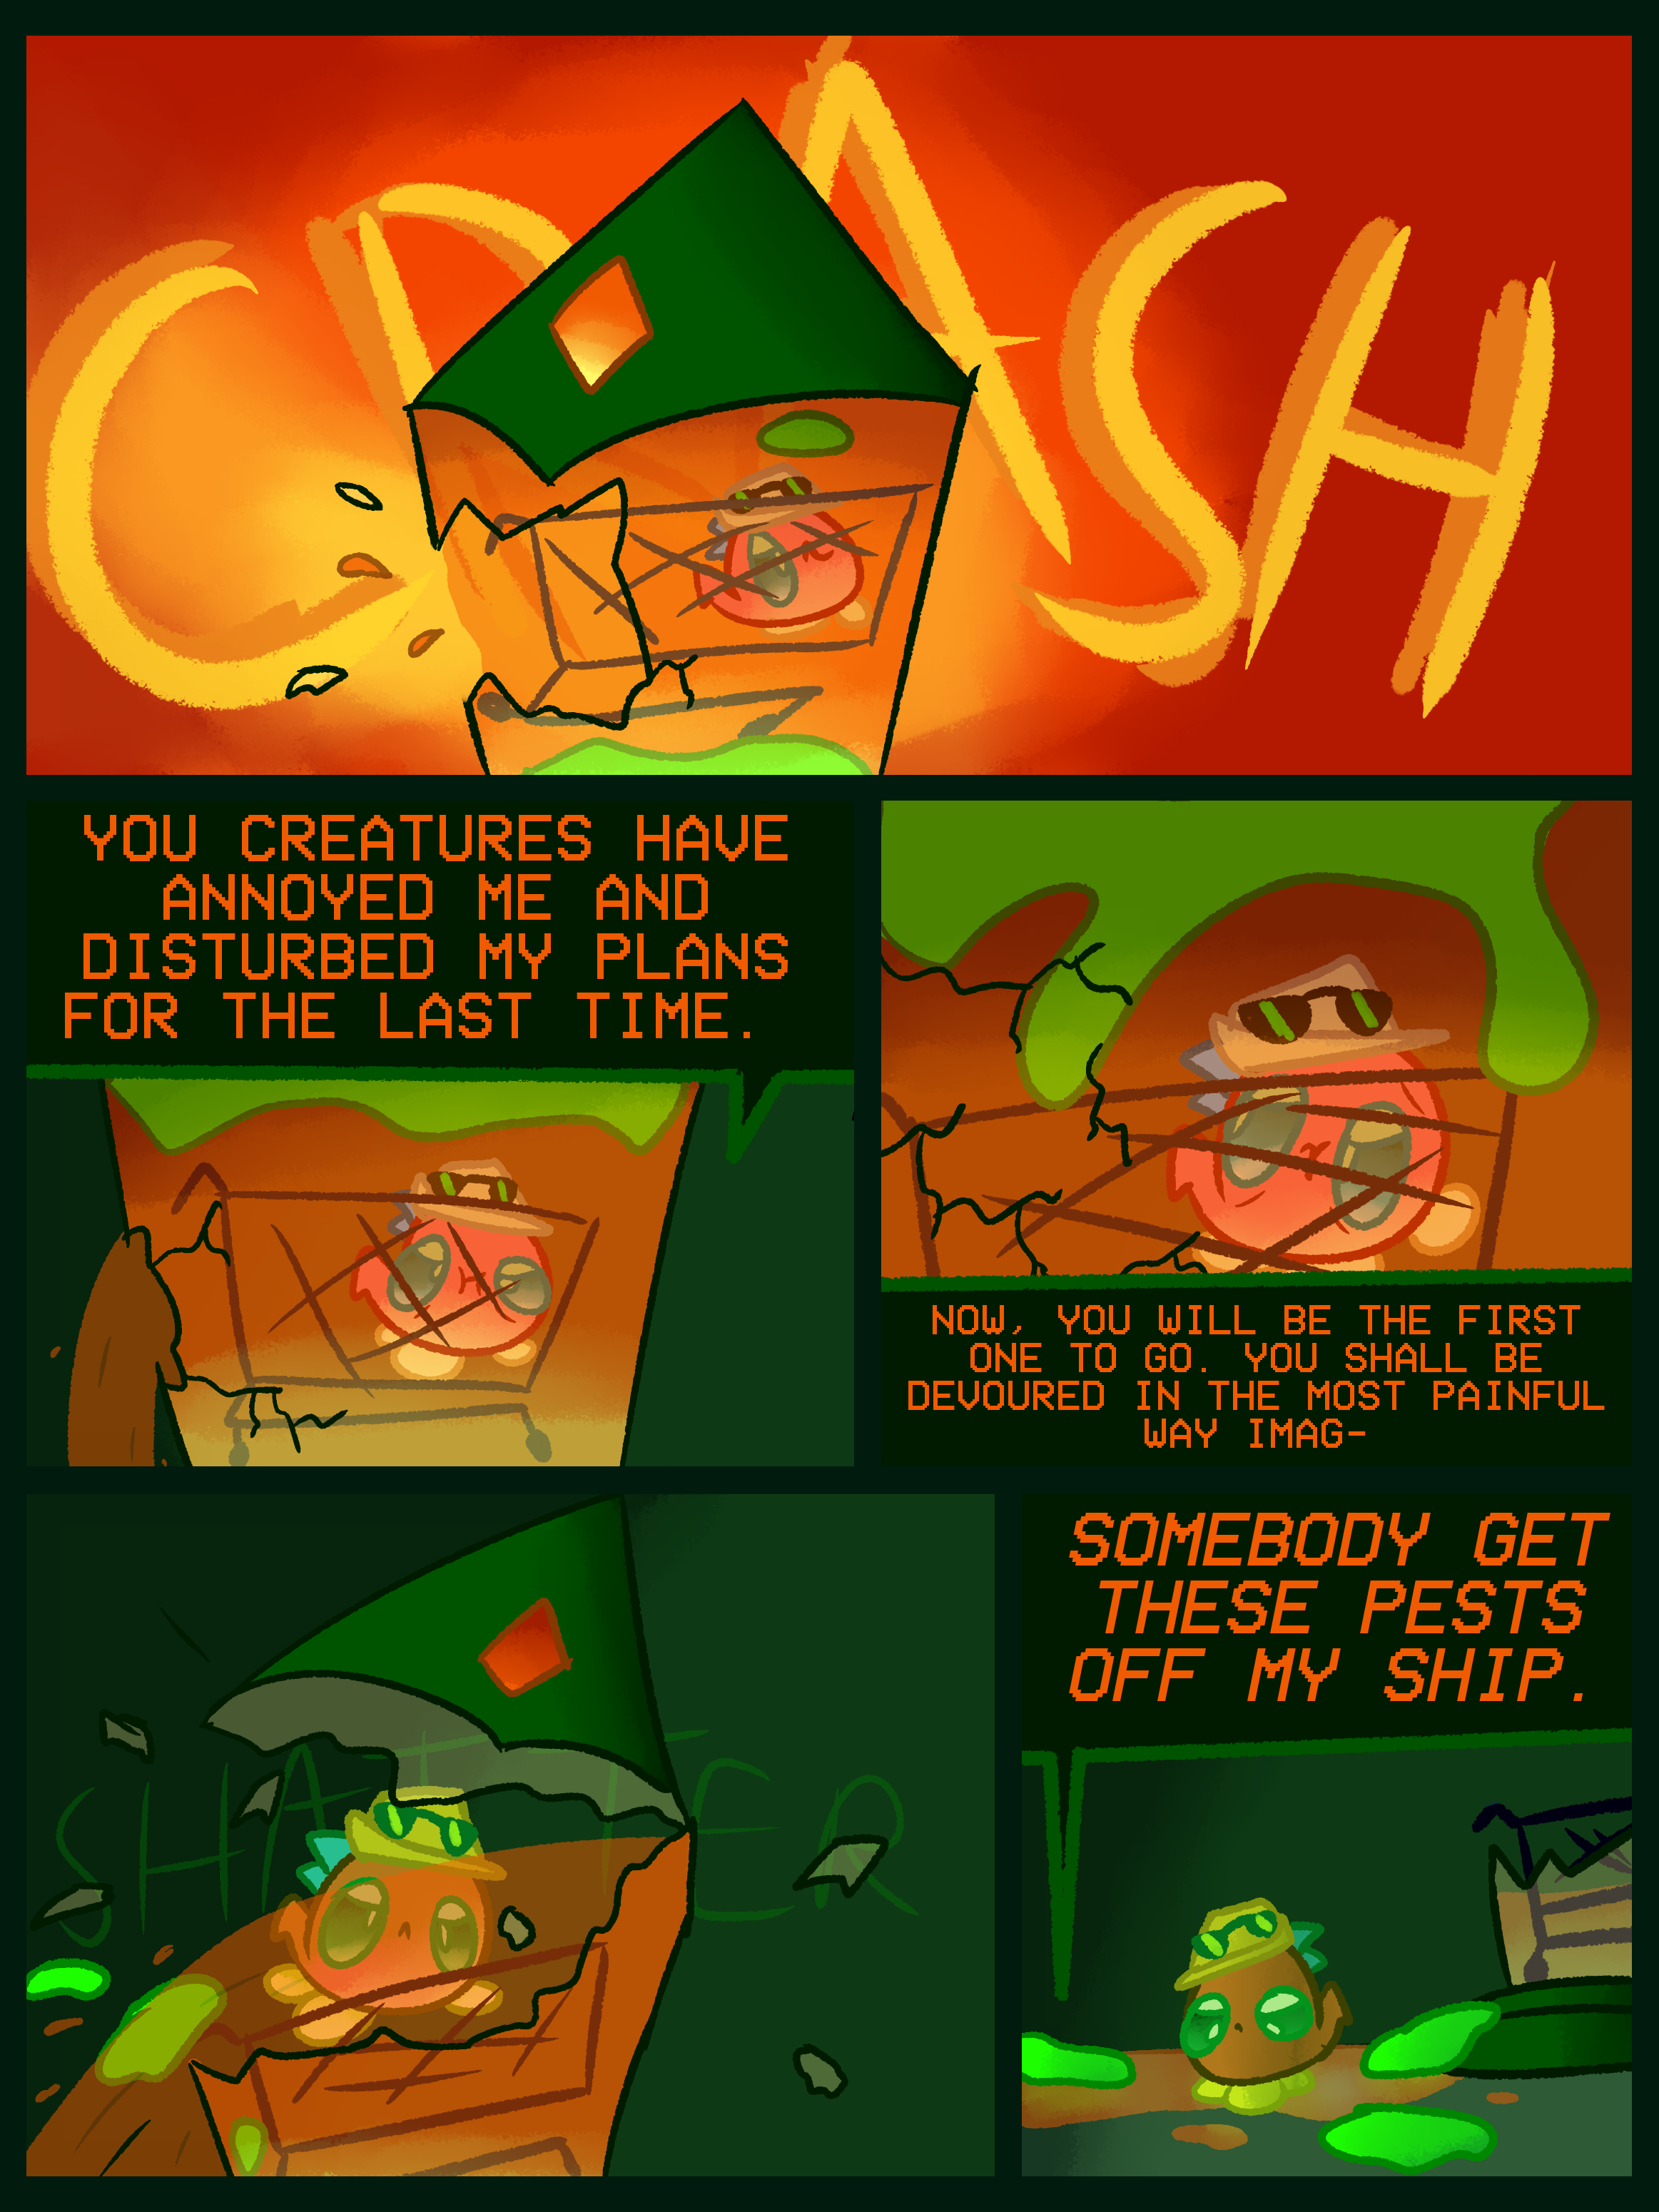 CRASH
YOU CREATURES HAVE
ANNOYED ME AND
DISTURBED MY PLANS
FOR THE LAST TIME.
NOW, YOU WILL BE THE FIRST
ONE TO GO. YOU SHALL BE
DEVOURED IN THE MOST PAINFUL
WAY IMAG-
SHATTER
SOMEBODY GET
THESE PESTS
OFF MY SHIP.